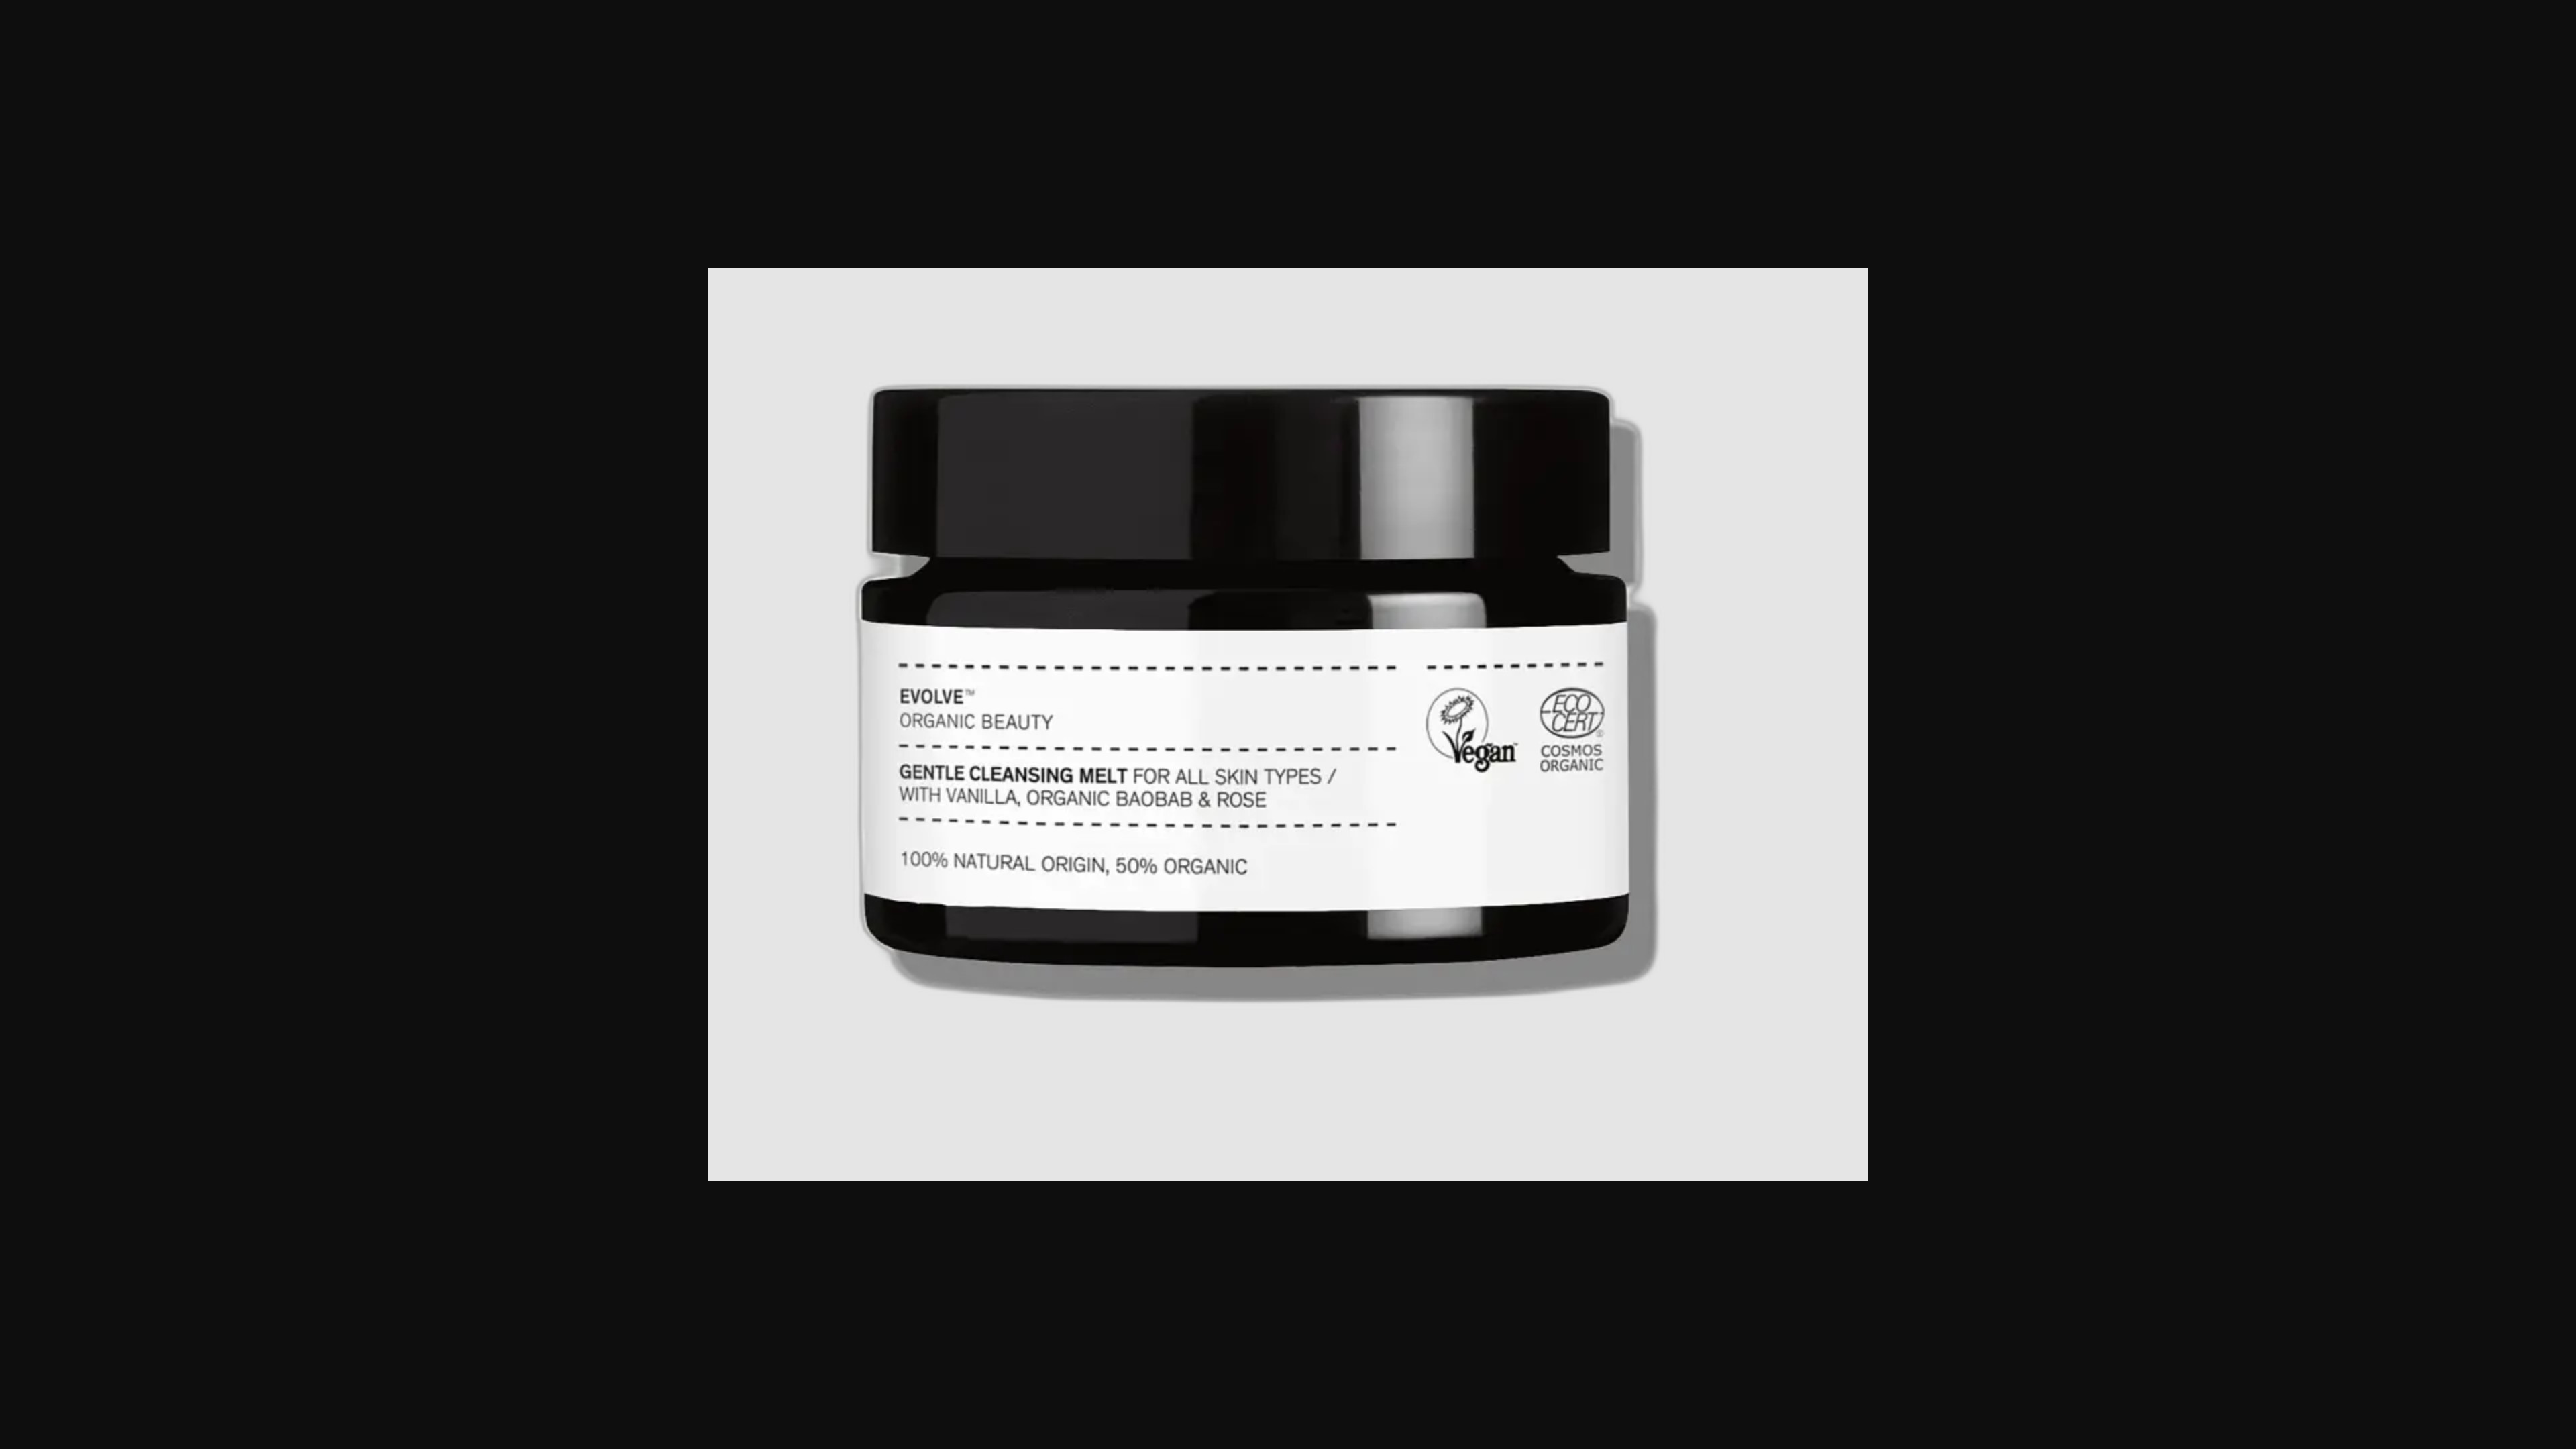 EVOLVE™
ORGANIC BEAUTY
GENTLE CLEANSING MELT FOR ALL SKIN TYPES /
WITH VANILLA, ORGANIC BAOBAB & ROSE
100% NATURAL ORIGIN, 50% ORGANIC
Vegan™
ECO
CERT®
COSMOS
ORGANIC